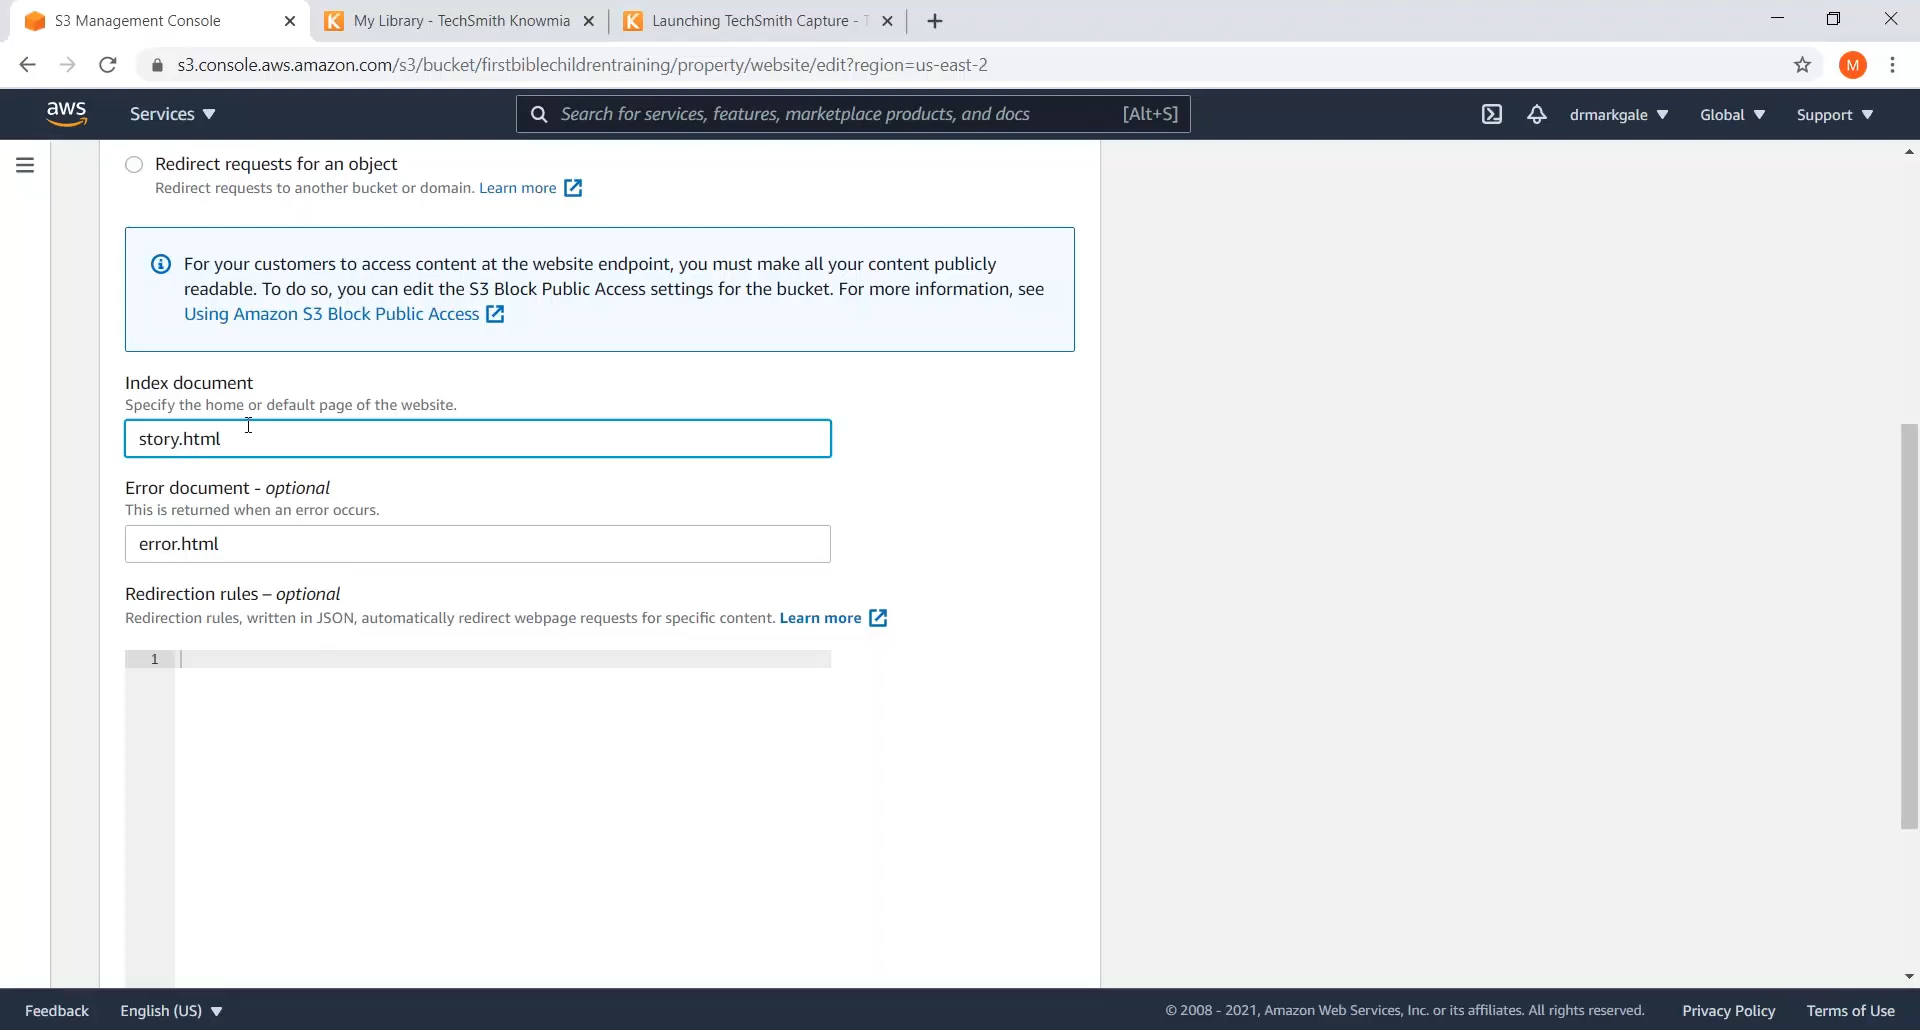 S3 Management Console
My Library - TechSmith Knowmia
Launching TechSmith Capture -
s3.console.aws.amazon.com/s3/bucket/firstbiblechildrentraining/property/website/edit?region=us-east-2
M
aws
Services
Search for services, features, marketplace products, and docs
[Alt+S]
drmarkgale
Global
Support
Redirect requests for an object
Redirect requests to another bucket or domain. Learn more
For your customers to access content at the website endpoint, you must make all your content publicly
readable. To do so, you can edit the S3 Block Public Access settings for the bucket. For more information, see
Using Amazon S3 Block Public Access
Index document
Specify the home or default page of the website.
story.html
Error document - optional
This is returned when an error occurs.
error.html
Redirection rules – optional
Redirection rules, written in JSON, automatically redirect webpage requests for specific content. Learn more
1
Feedback
English (US)
© 2008 - 2021, Amazon Web Services, Inc. or its affiliates. All rights reserved.
Privacy Policy
Terms of Use